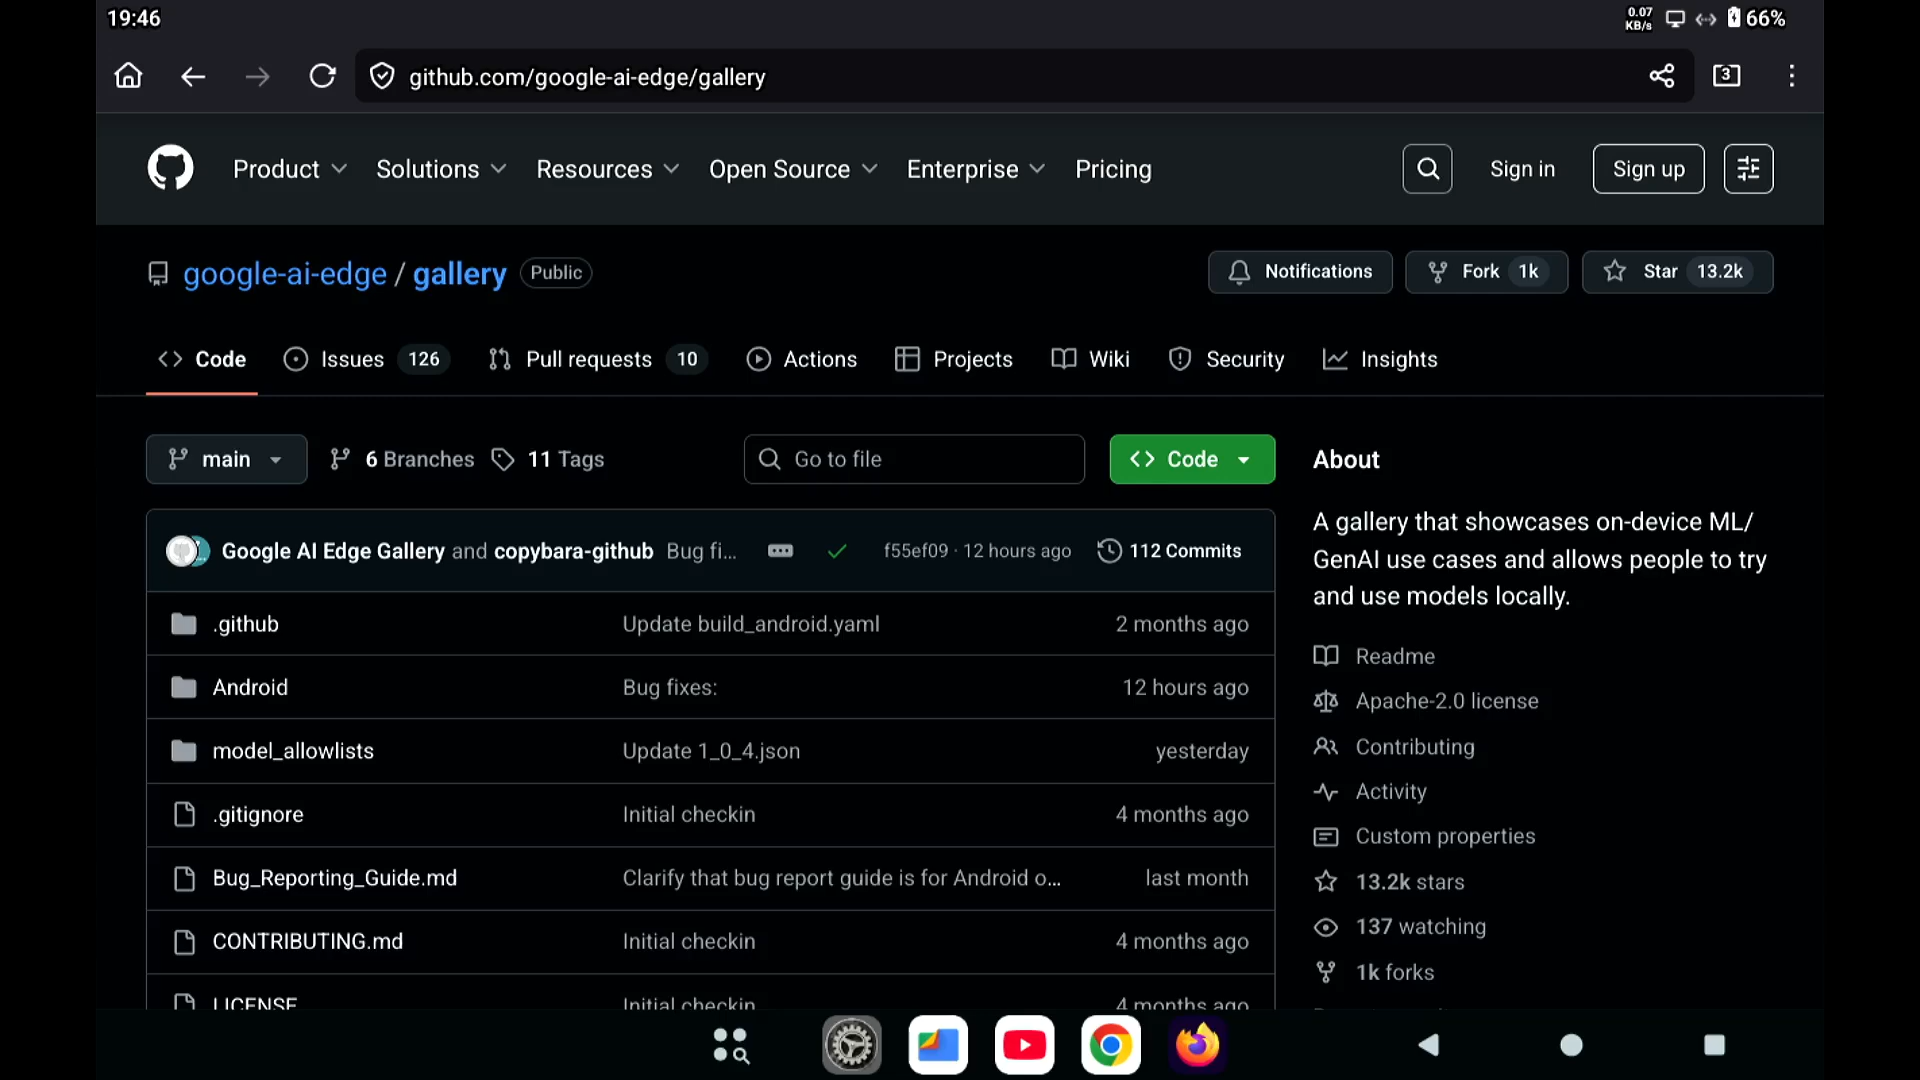 19:46
0.07
KB/s
66%
github.com/google-ai-edge/gallery
3
Product
Solutions
Resources
Open Source
Enterprise
Pricing
Sign in
Sign up
google-ai-edge / gallery
Public
Notifications
Fork 1k
Star 13.2k
Code
Issues 126
Pull requests 10
Actions
Projects
Wiki
Security
Insights
main
6 Branches
11 Tags
Go to file
Code
Google AI Edge Gallery and copybara-github Bug fi...
f55ef09 · 12 hours ago
112 Commits
.github Update build_android.yaml 2 months ago
Android Bug fixes: 12 hours ago
model_allowlists Update 1_0_4.json yesterday
.gitignore Initial checkin 4 months ago
Bug_Reporting_Guide.md Clarify that bug report guide is for Android o... last month
CONTRIBUTING.md Initial checkin 4 months ago
LICENSE Initial checkin 4 months ago
About
A gallery that showcases on-device ML/
GenAI use cases and allows people to try
and use models locally.
Readme
Apache-2.0 license
Contributing
Activity
Custom properties
13.2k stars
137 watching
1k forks